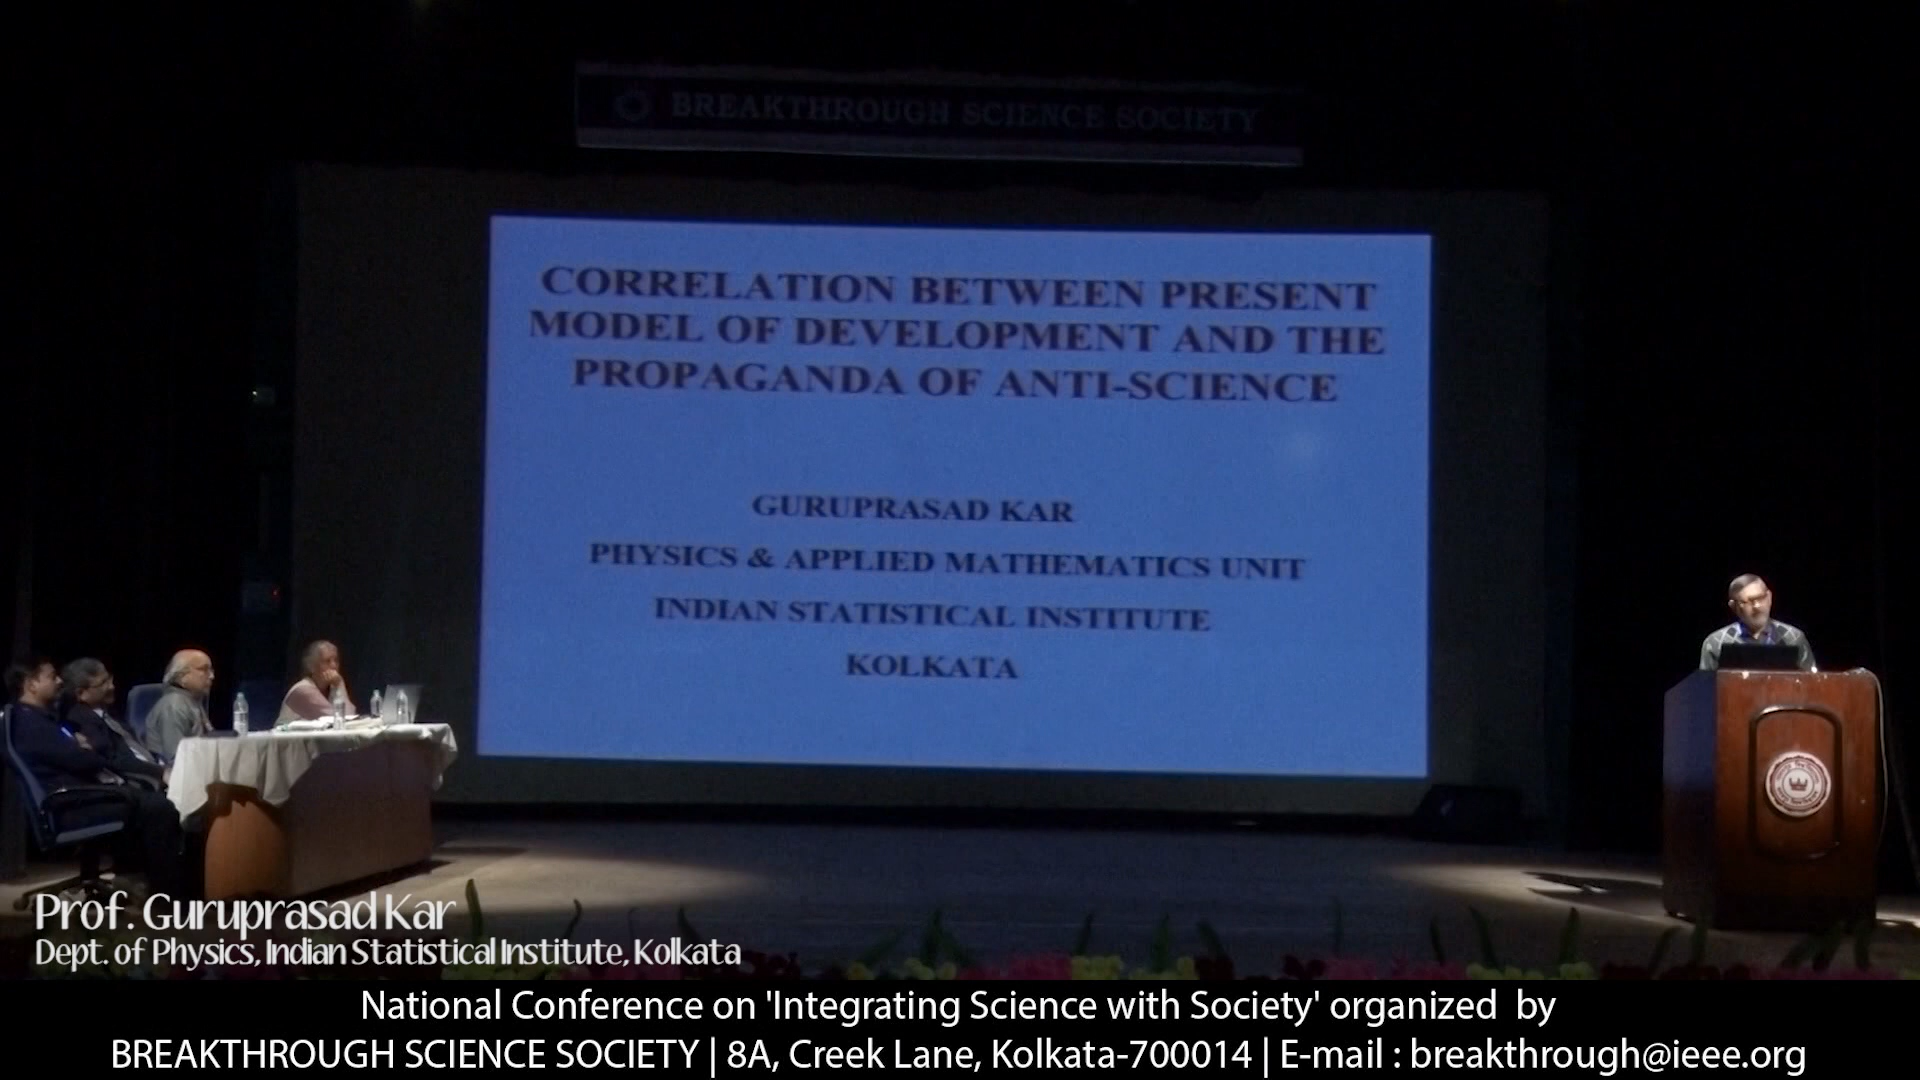 BREAKTHROUGH SCIENCE SOCIETY
CORRELATION BETWEEN PRESENT
MODEL OF DEVELOPMENT AND THE
PROPAGANDA OF ANTI-SCIENCE
GURUPRASAD KAR
PHYSICS & APPLIED MATHEMATICS UNIT
INDIAN STATISTICAL INSTITUTE
KOLKATA
Prof. Guruprasad Kar
Dept. of Physics, Indian Statistical Institute, Kolkata
National Conference on 'Integrating Science with Society' organized by
BREAKTHROUGH SCIENCE SOCIETY | 8A, Creek Lane, Kolkata-700014 | E-mail : breakthrough@ieee.org